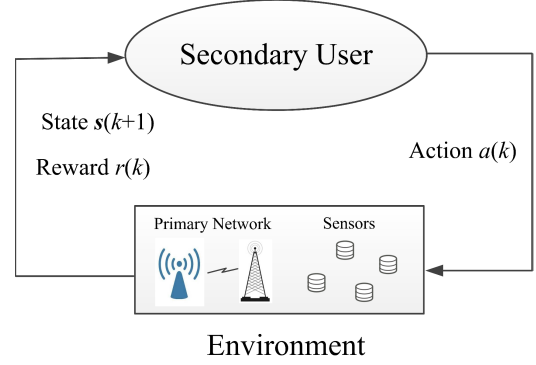 Secondary User
State s(k+1)
Reward r(k)
Action a(k)
Primary Network
Sensors
Environment